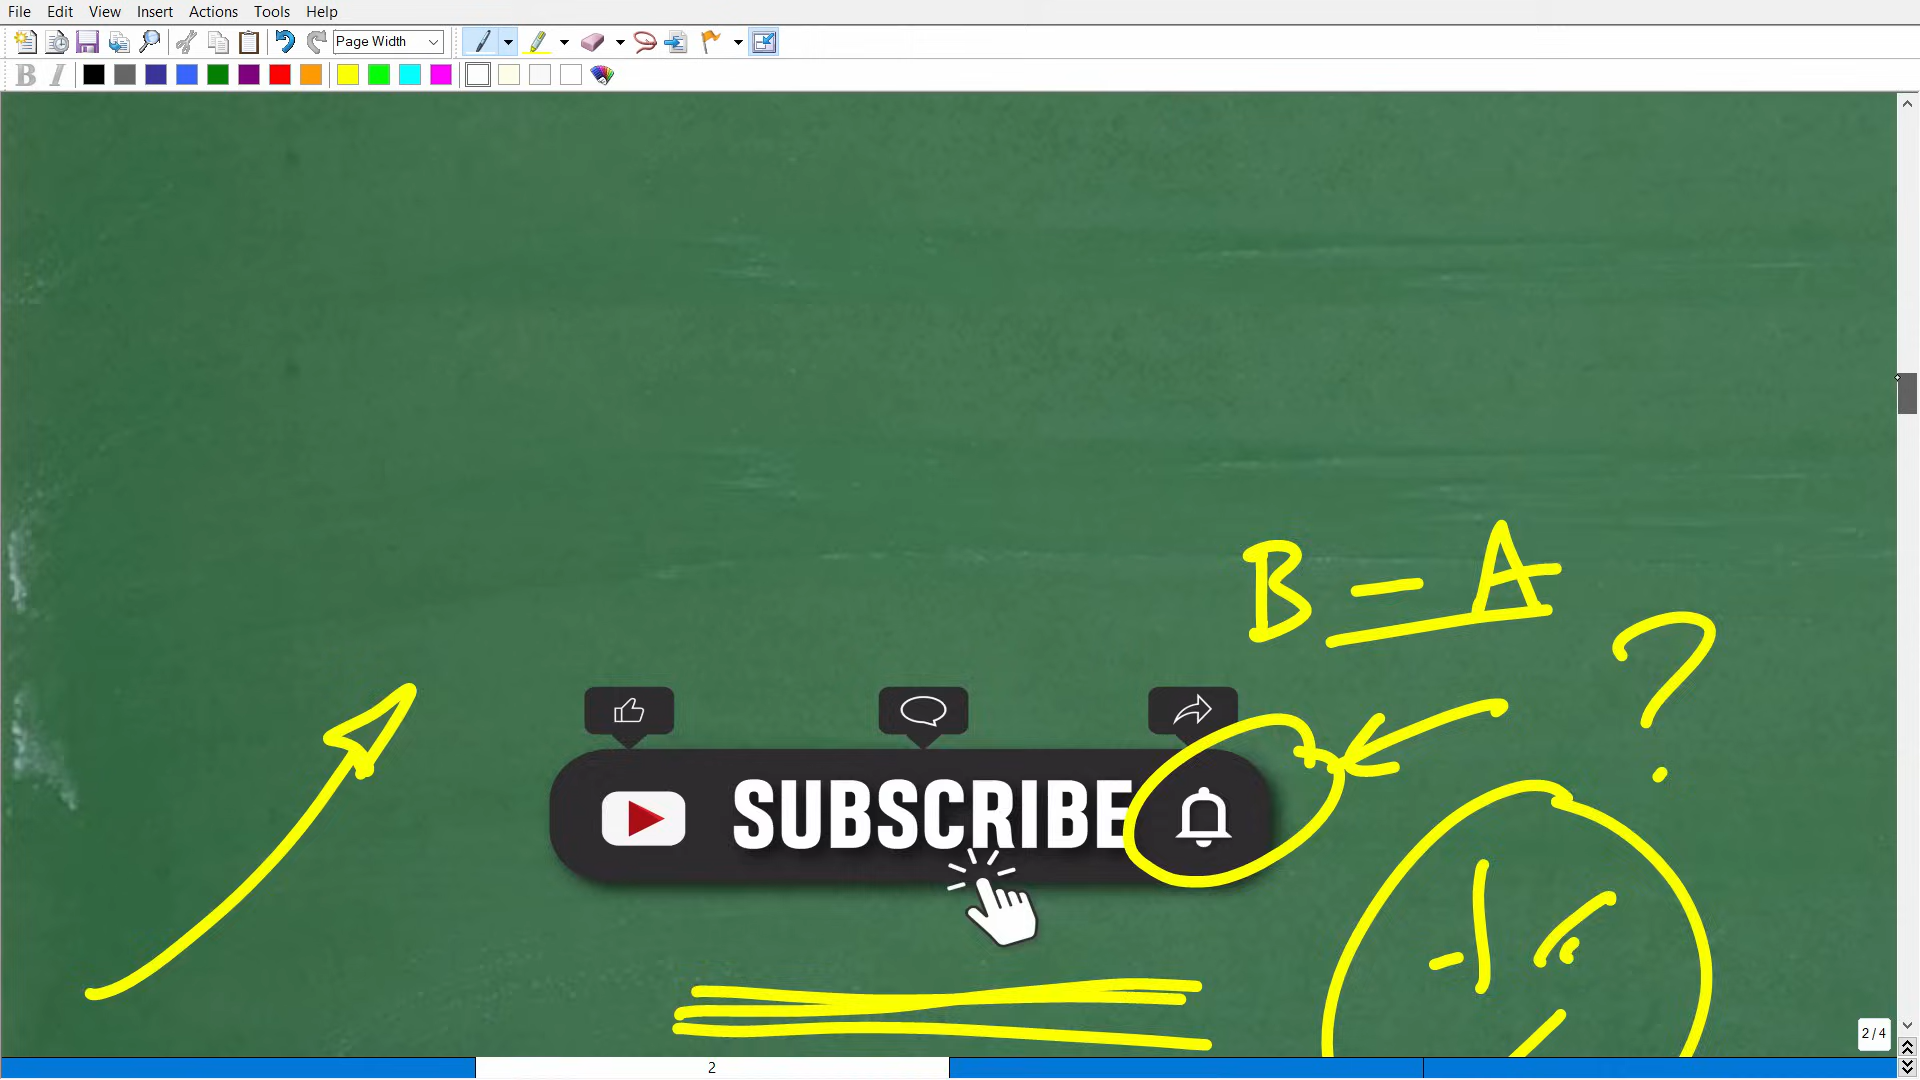 File Edit View Insert Actions Tools Help
Page Width
B I
B = A
?
SUBSCRIBE
2 / 4
2